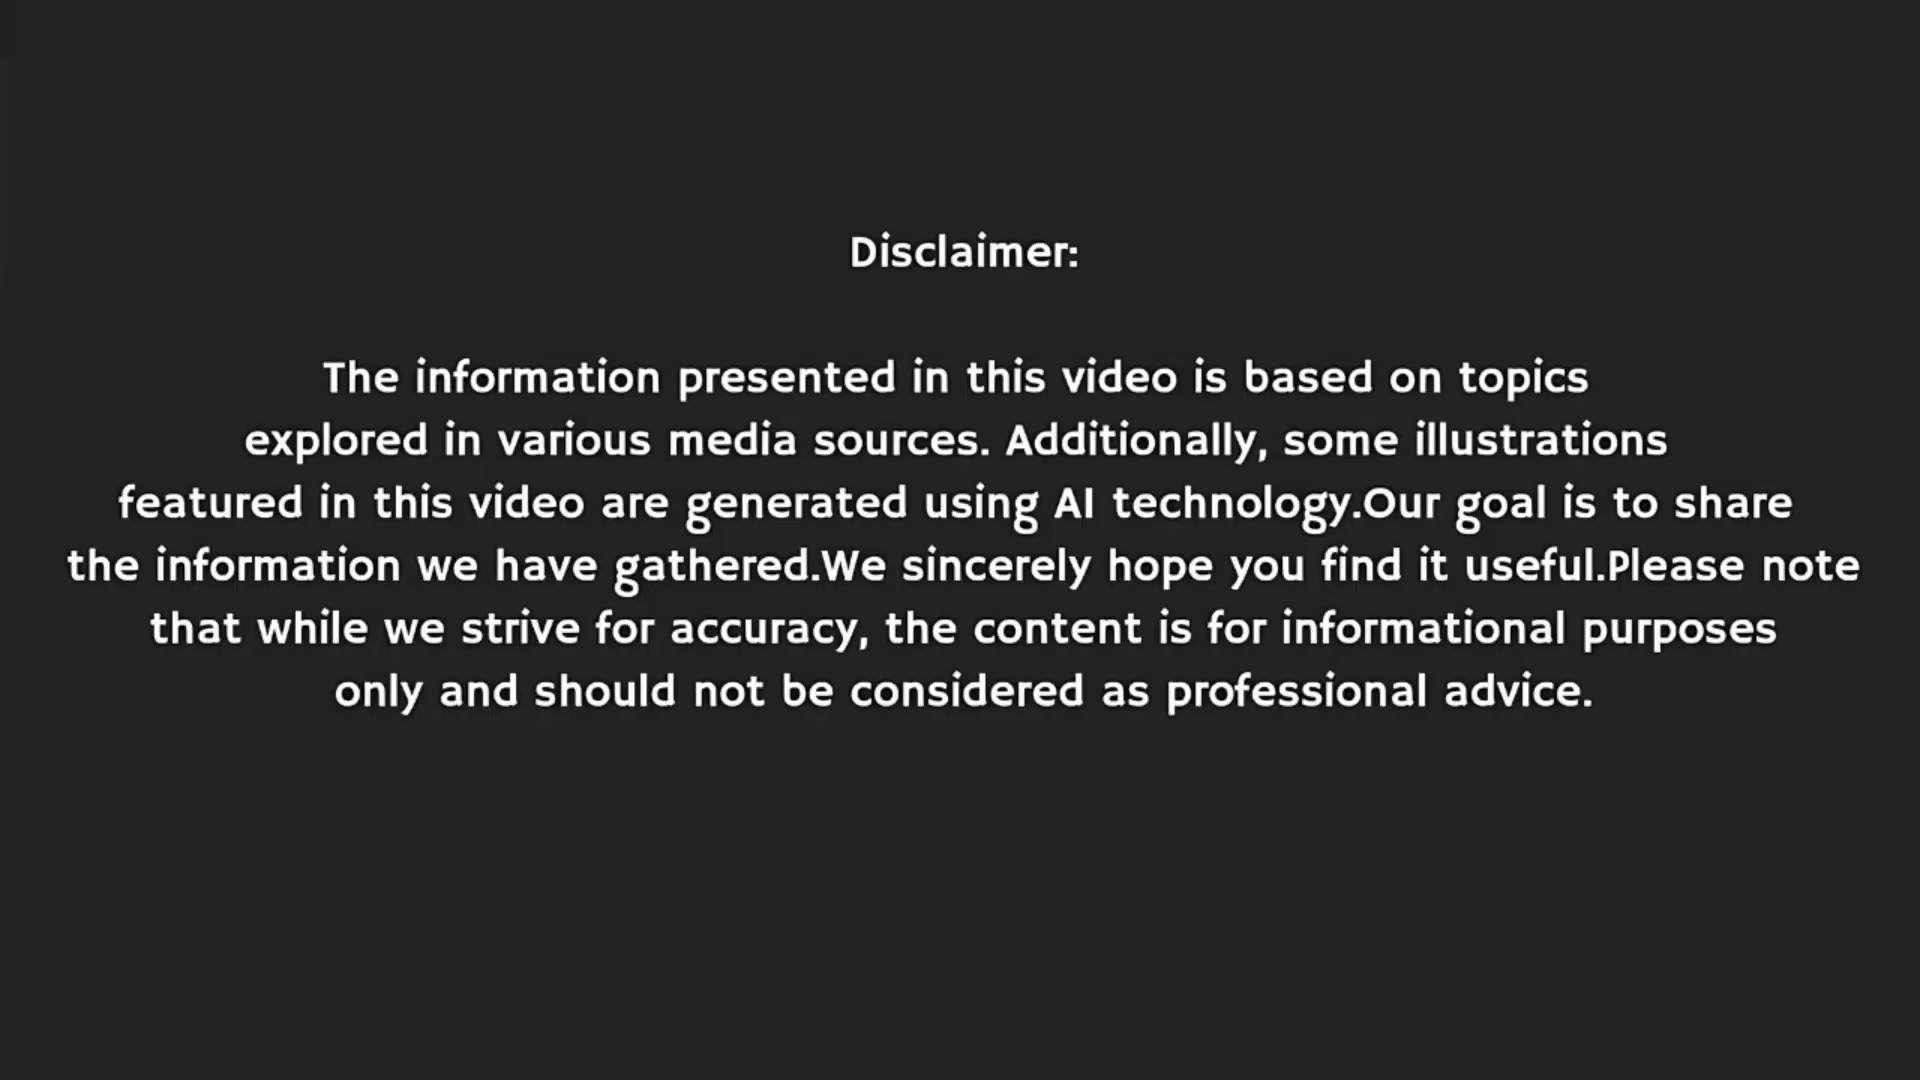 Disclaimer:
The information presented in this video is based on topics
explored in various media sources. Additionally, some illustrations
featured in this video are generated using AI technology.Our goal is to share
the information we have gathered.We sincerely hope you find it useful.Please note
that while we strive for accuracy, the content is for informational purposes
only and should not be considered as professional advice.